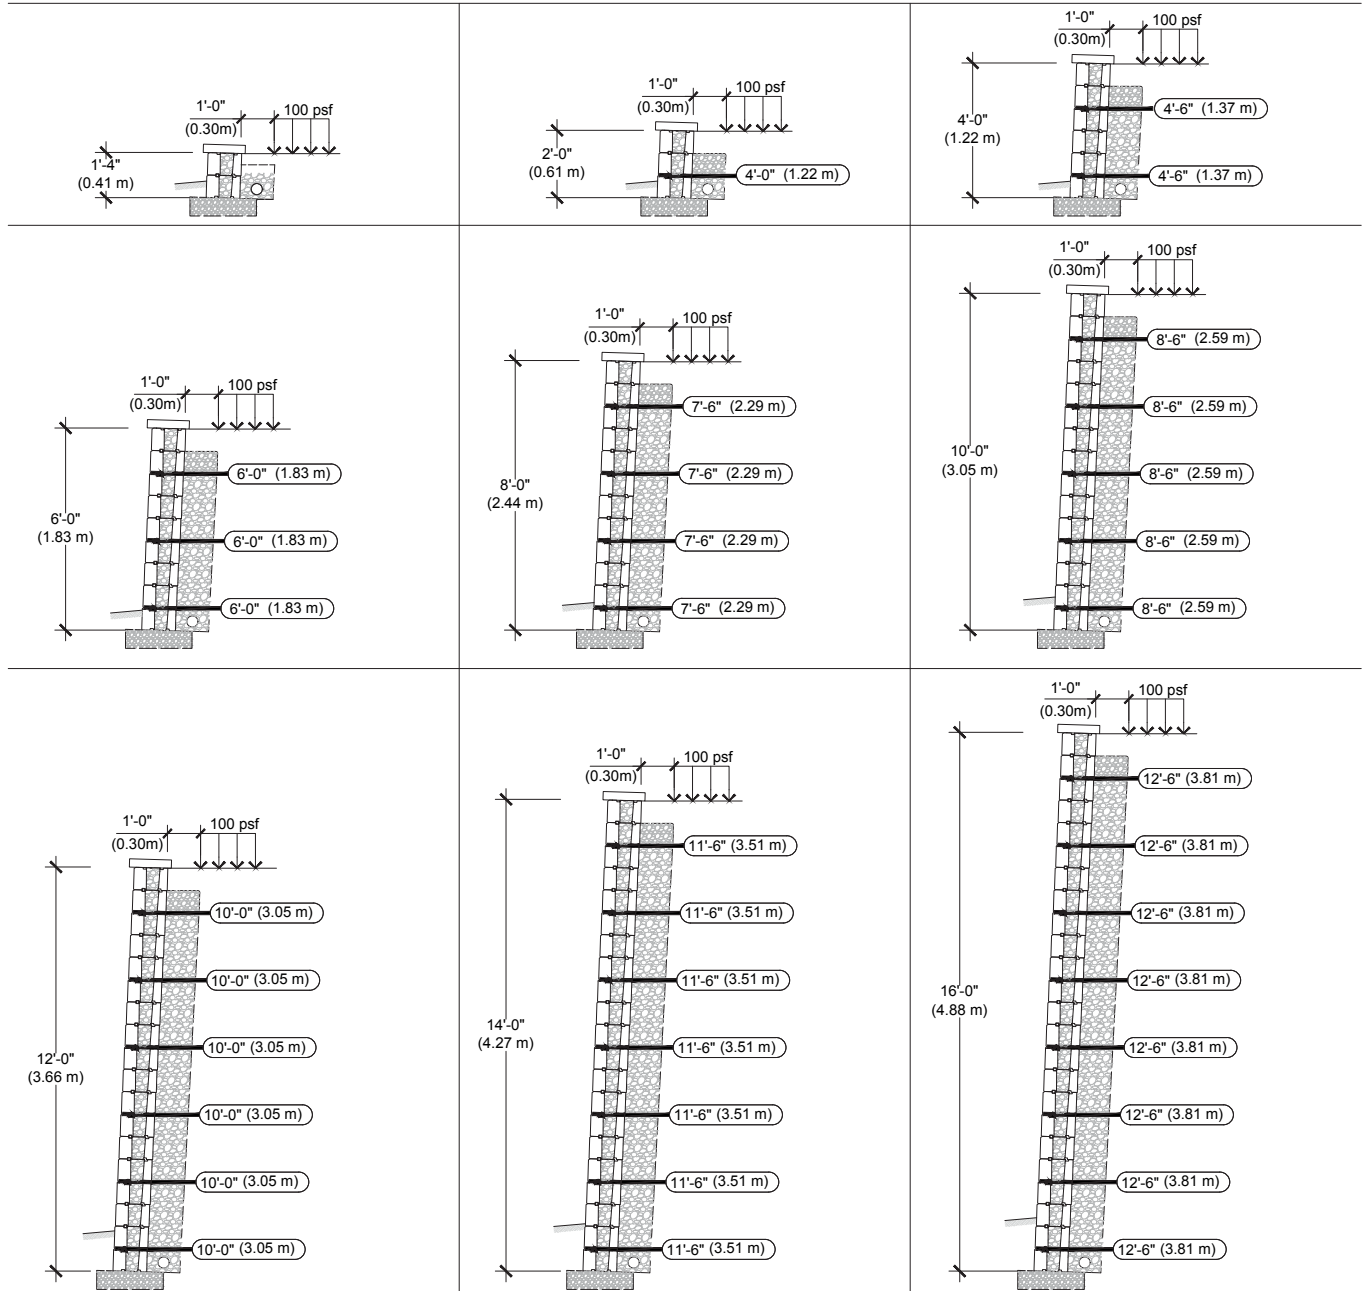 1'-0" 100 psf
(0.30m)
1'-4"
(0.41 m)
1'-0" 100 psf
(0.30m)
2'-0"
(0.61 m)
4'-0" (1.22 m)
1'-0" 100 psf
(0.30m)
4'-0"
(1.22 m)
4'-6" (1.37 m)
4'-6" (1.37 m)
1'-0" 100 psf
(0.30m)
6'-0"
(1.83 m)
6'-0" (1.83 m)
6'-0" (1.83 m)
6'-0" (1.83 m)
1'-0" 100 psf
(0.30m)
8'-0"
(2.44 m)
7'-6" (2.29 m)
7'-6" (2.29 m)
7'-6" (2.29 m)
7'-6" (2.29 m)
1'-0" 100 psf
(0.30m)
10'-0"
(3.05 m)
8'-6" (2.59 m)
8'-6" (2.59 m)
8'-6" (2.59 m)
8'-6" (2.59 m)
8'-6" (2.59 m)
1'-0" 100 psf
(0.30m)
12'-0"
(3.66 m)
10'-0" (3.05 m)
10'-0" (3.05 m)
10'-0" (3.05 m)
10'-0" (3.05 m)
10'-0" (3.05 m)
10'-0" (3.05 m)
1'-0" 100 psf
(0.30m)
14'-0"
(4.27 m)
11'-6" (3.51 m)
11'-6" (3.51 m)
11'-6" (3.51 m)
11'-6" (3.51 m)
11'-6" (3.51 m)
11'-6" (3.51 m)
11'-6" (3.51 m)
1'-0" 100 psf
(0.30m)
16'-0"
(4.88 m)
12'-6" (3.81 m)
12'-6" (3.81 m)
12'-6" (3.81 m)
12'-6" (3.81 m)
12'-6" (3.81 m)
12'-6" (3.81 m)
12'-6" (3.81 m)
12'-6" (3.81 m)